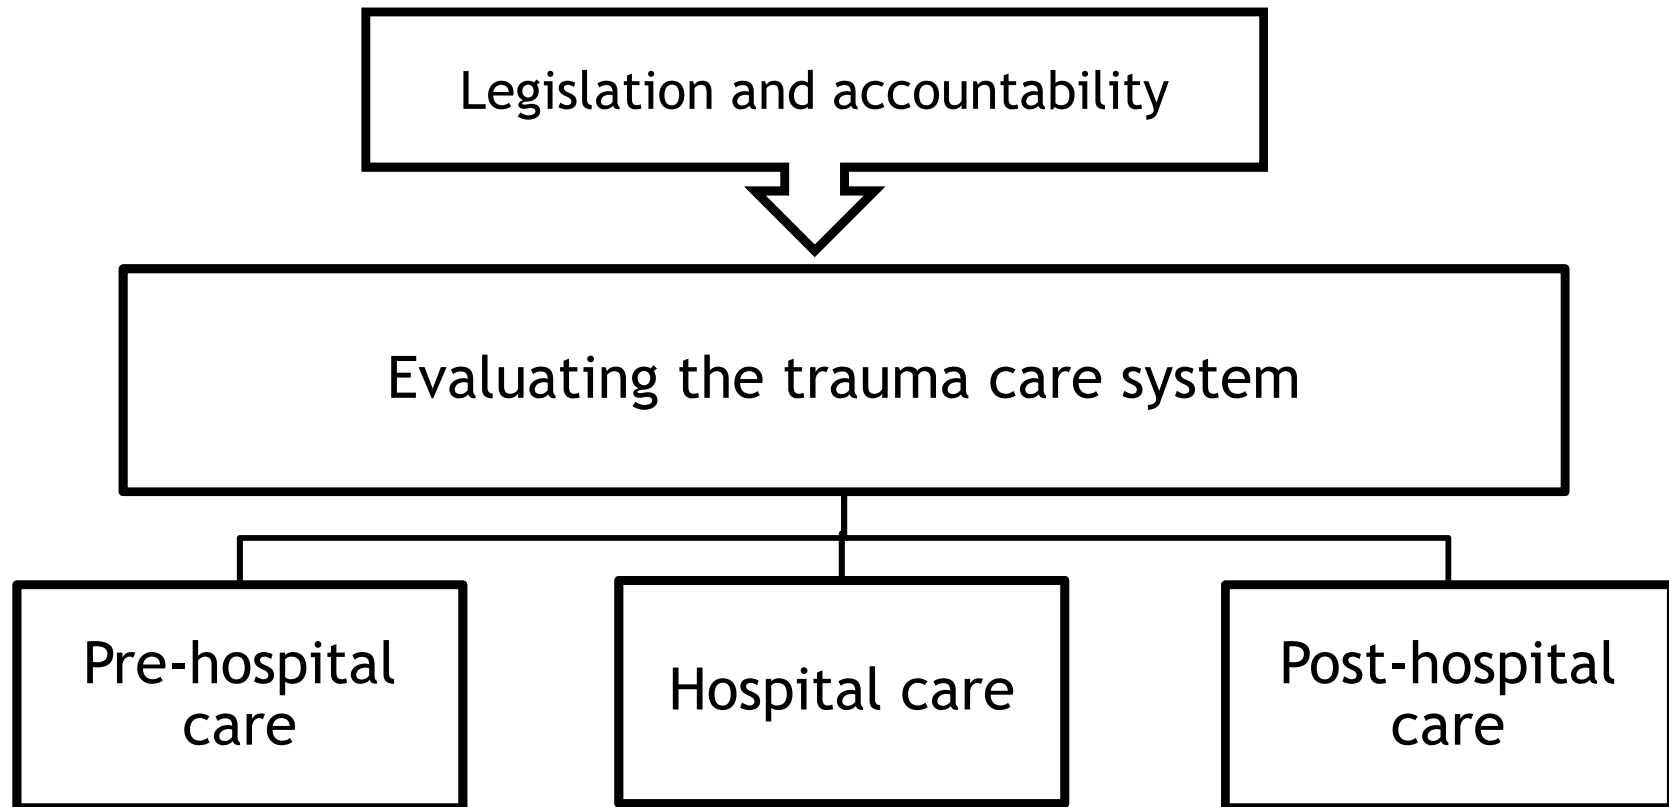 Legislation and accountability
Evaluating the trauma care system
Pre-hospital
care
Hospital care
Post-hospital
care